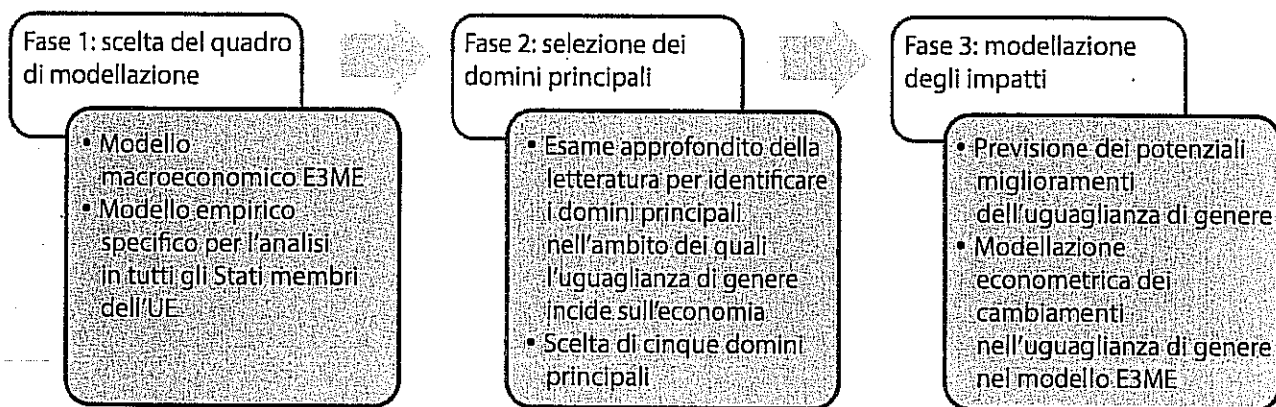 Fase 1: scelta del quadro
di modellazione
• Modello
macroeconomico E3ME
• Modello empirico
specifico per l'analisi
in tutti gli Stati membri
dell'UE
Fase 2: selezione dei
domini principali
• Esame approfondito della
letteratura per identificare
i domini principali
nell'ambito dei quali
l'uguaglianza di genere
incide sull'economia
• Scelta di cinque domini
principali
Fase 3: modellazione
degli impatti
• Previsione dei potenziali
miglioramenti
dell'uguaglianza di genere
• Modellazione
econometrica dei
cambiamenti
nell'uguaglianza di genere
nel modello E3ME